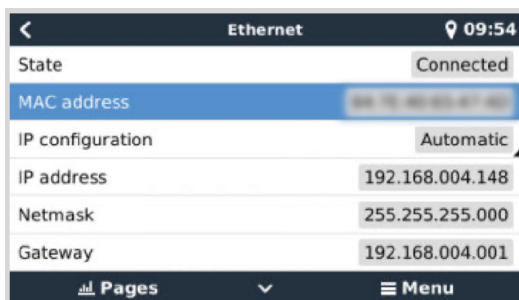 Ethernet 09:54
State Connected
MAC address
IP configuration Automatic
IP address 192.168.004.148
Netmask 255.255.255.000
Gateway 192.168.004.001
Pages Menu